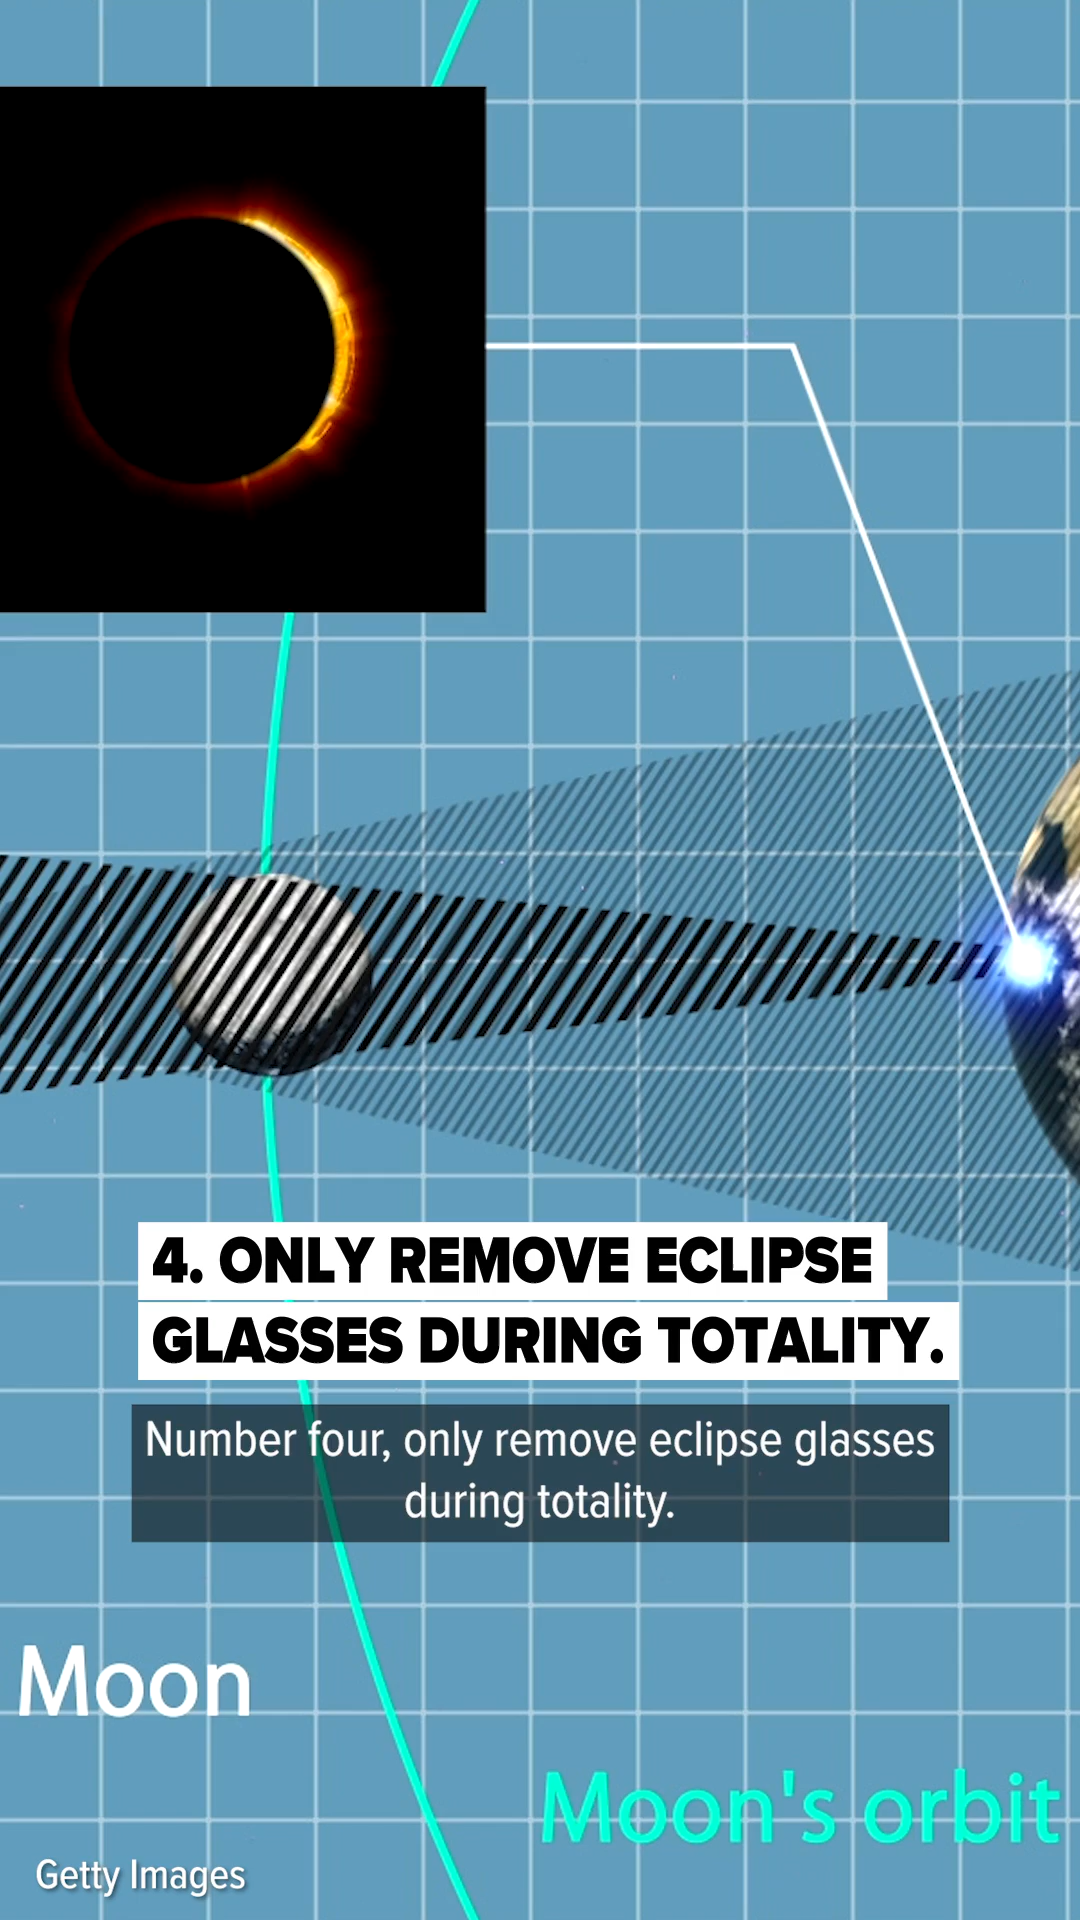 4. ONLY REMOVE ECLIPSE
GLASSES DURING TOTALITY.
Number four, only remove eclipse glasses
during totality.
Moon
Moon's orbit
Getty Images